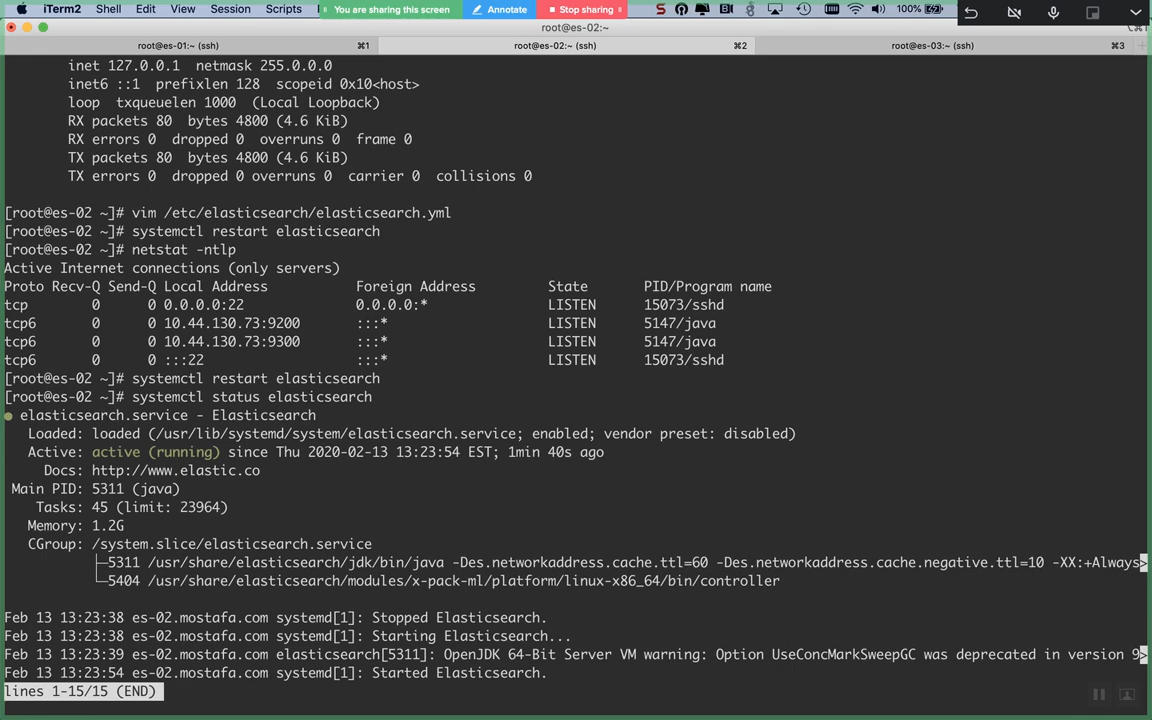 iTerm2 Shell Edit View Session Scripts You are sharing this screen Annotate Stop sharing 100%
root@es-02:~
root@es-01:~ (ssh) ⌘1 root@es-02:~ (ssh) ⌘2 root@es-03:~ (ssh) ⌘3
inet 127.0.0.1 netmask 255.0.0.0
inet6 ::1 prefixlen 128 scopeid 0x10<host>
loop txqueuelen 1000 (Local Loopback)
RX packets 80 bytes 4800 (4.6 KiB)
RX errors 0 dropped 0 overruns 0 frame 0
TX packets 80 bytes 4800 (4.6 KiB)
TX errors 0 dropped 0 overruns 0 carrier 0 collisions 0
[root@es-02 ~]# vim /etc/elasticsearch/elasticsearch.yml
[root@es-02 ~]# systemctl restart elasticsearch
[root@es-02 ~]# netstat -ntlp
Active Internet connections (only servers)
Proto Recv-Q Send-Q Local Address Foreign Address State PID/Program name
tcp 0 0 0.0.0.0:22 0.0.0.0:* LISTEN 15073/sshd
tcp6 0 0 10.44.130.73:9200 :::* LISTEN 5147/java
tcp6 0 0 10.44.130.73:9300 :::* LISTEN 5147/java
tcp6 0 0 :::22 :::* LISTEN 15073/sshd
[root@es-02 ~]# systemctl restart elasticsearch
[root@es-02 ~]# systemctl status elasticsearch
● elasticsearch.service - Elasticsearch
Loaded: loaded (/usr/lib/systemd/system/elasticsearch.service; enabled; vendor preset: disabled)
Active: active (running) since Thu 2020-02-13 13:23:54 EST; 1min 40s ago
Docs: http://www.elastic.co
Main PID: 5311 (java)
Tasks: 45 (limit: 23964)
Memory: 1.2G
CGroup: /system.slice/elasticsearch.service
├─5311 /usr/share/elasticsearch/jdk/bin/java -Des.networkaddress.cache.ttl=60 -Des.networkaddress.cache.negative.ttl=10 -XX:+Always>
└─5404 /usr/share/elasticsearch/modules/x-pack-ml/platform/linux-x86_64/bin/controller
Feb 13 13:23:38 es-02.mostafa.com systemd[1]: Stopped Elasticsearch.
Feb 13 13:23:38 es-02.mostafa.com systemd[1]: Starting Elasticsearch...
Feb 13 13:23:39 es-02.mostafa.com elasticsearch[5311]: OpenJDK 64-Bit Server VM warning: Option UseConcMarkSweepGC was deprecated in version 9>
Feb 13 13:23:54 es-02.mostafa.com systemd[1]: Started Elasticsearch.
lines 1-15/15 (END)